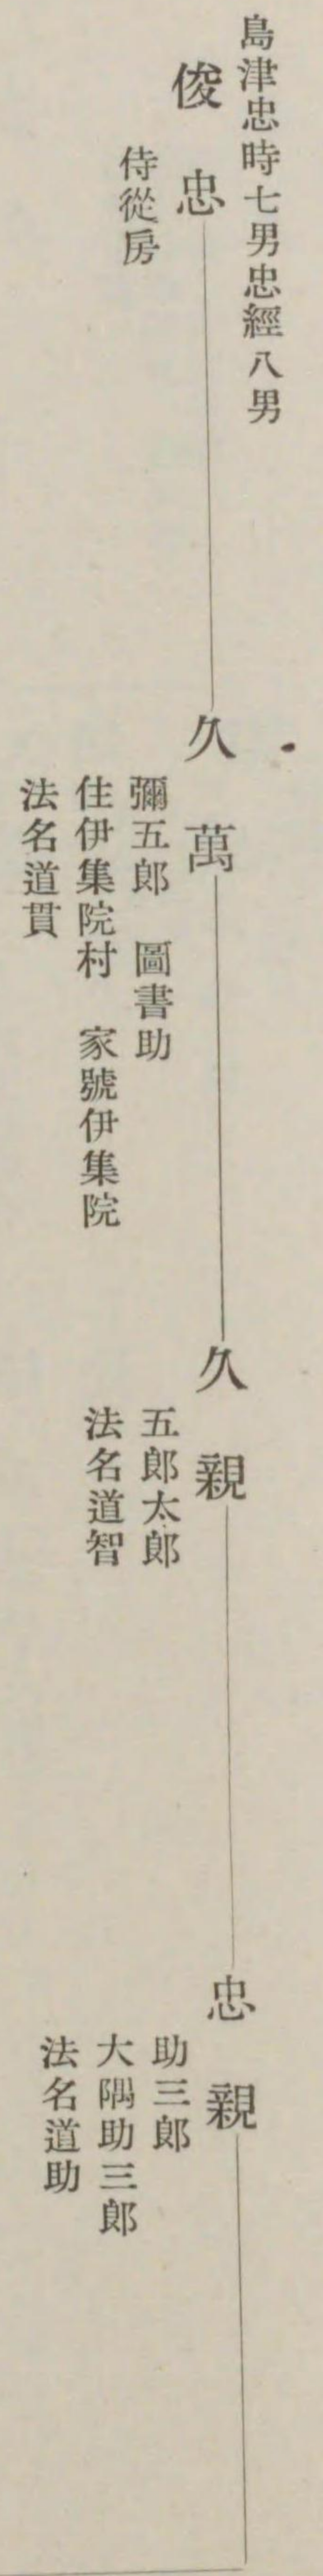 島津忠時七男忠經八男
俊忠
侍從房
久萬
彌五郎　圖書助
住伊集院村　家號伊集院
法名道貫
久親
五郎太郎
法名道智
忠親
助三郎
大隅助三郎
法名道助